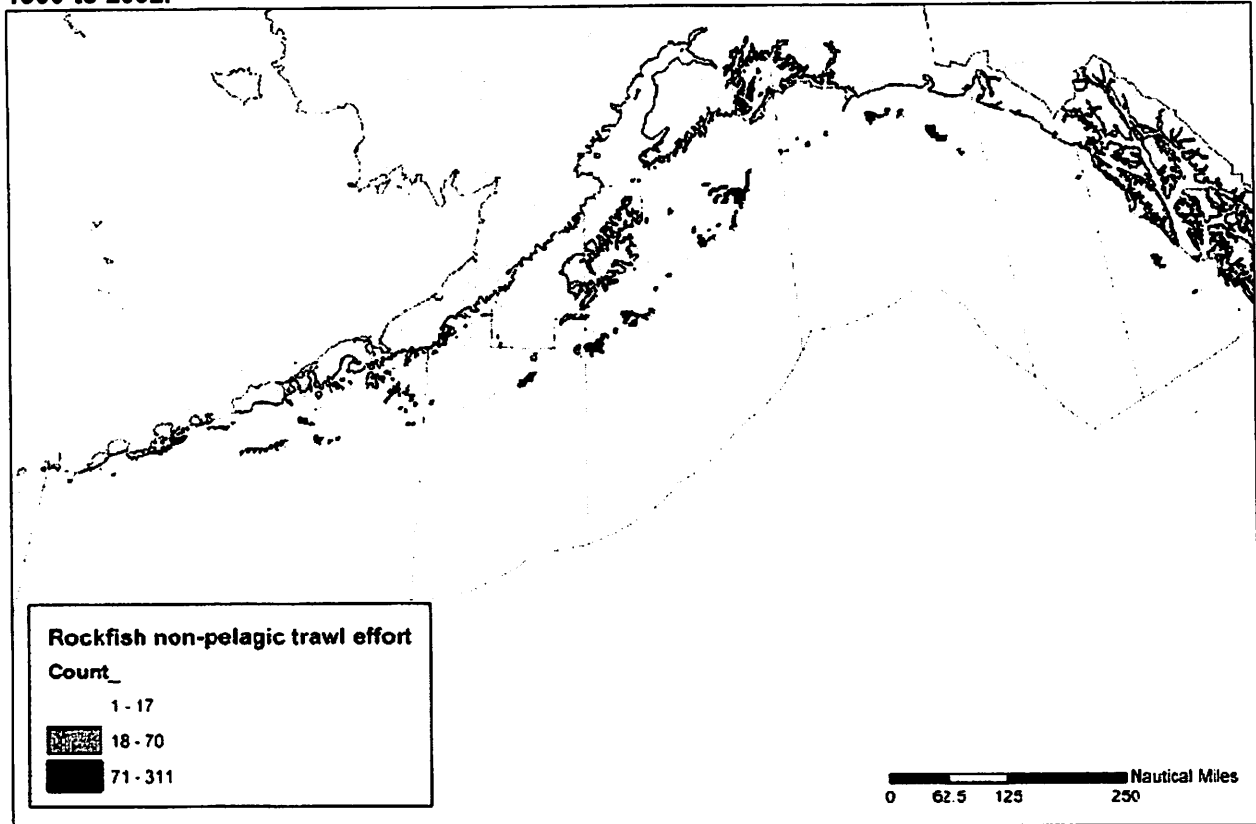 Rockfish non-pelagic trawl effort
Count_
1 - 17
18 - 70
71 - 311
Nautical Miles
0 62.5 125 250